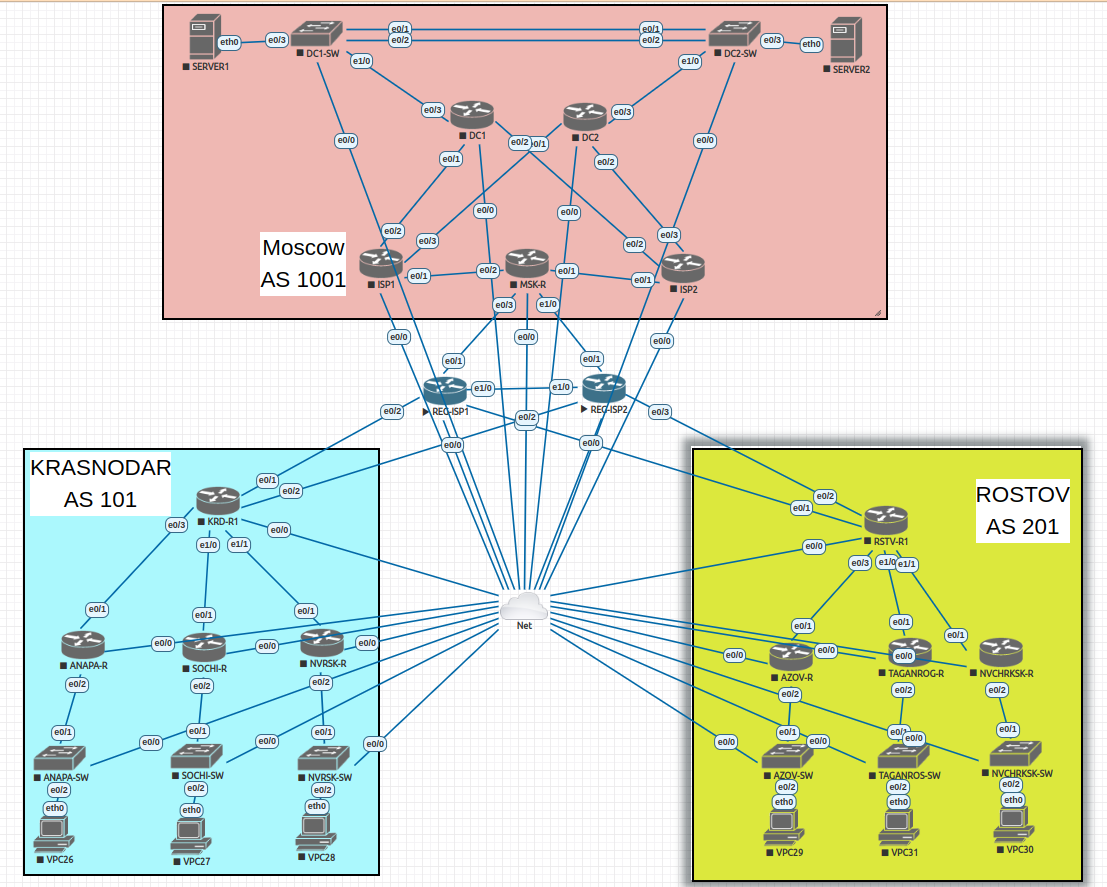 e0/1
e0/1
e0/2
e0/2
eth0
e0/3
e0/3
eth0
SERVER1
DC1-SW
DC2-SW
SERVER2
e1/0
e1/0
e0/3
e0/3
DC1
DC2
e0/0
e0/2
e0/1
e0/0
e0/1
e0/2
e0/0
e0/0
e0/2
e0/3
e0/2
e0/3
Moscow
AS 1001
e0/1
e0/2
e0/1
e0/1
ISP1
MSK-R
ISP2
e0/3
e1/0
e0/0
e0/0
e0/0
e0/1
e0/1
e1/0
e1/0
REG-ISP1
REG-ISP2
e0/2
e0/2
e0/3
e0/0
e0/0
KRASNODAR
AS 101
ROSTOV
AS 201
e0/1
e0/2
e0/2
e0/1
KRD-R1
RSTV-R1
e0/3
e0/0
e1/0
e1/1
e0/0
e0/3
e1/0
e1/1
e0/1
e0/1
e0/1
e0/1
e0/1
e0/1
Net
e0/0
e0/0
e0/0
e0/0
e0/0
e0/0
ANAPA-R
SOCHI-R
NVRSK-R
AZOV-R
TAGANROG-R
NVCHRKSK-R
e0/2
e0/2
e0/2
e0/2
e0/2
e0/2
e0/1
e0/1
e0/1
e0/1
e0/1
e0/1
e0/0
e0/0
e0/0
e0/0
e0/0
e0/0
ANAPA-SW
SOCHI-SW
NVRSK-SW
AZOV-SW
TAGANROS-SW
NVCHRKSK-SW
e0/2
e0/2
e0/2
e0/2
e0/2
e0/2
eth0
eth0
eth0
eth0
eth0
eth0
VPC26
VPC27
VPC28
VPC29
VPC31
VPC30